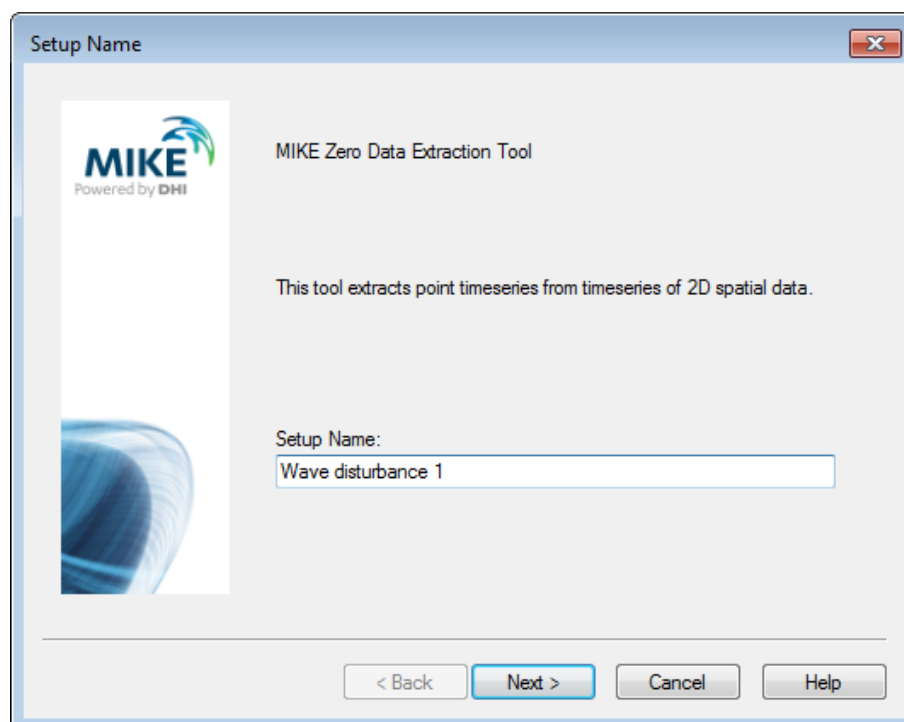 Setup Name
MIKE
Powered by DHI
MIKE Zero Data Extraction Tool
This tool extracts point timeseries from timeseries of 2D spatial data.
Setup Name:
Wave disturbance 1
< Back
Next >
Cancel
Help